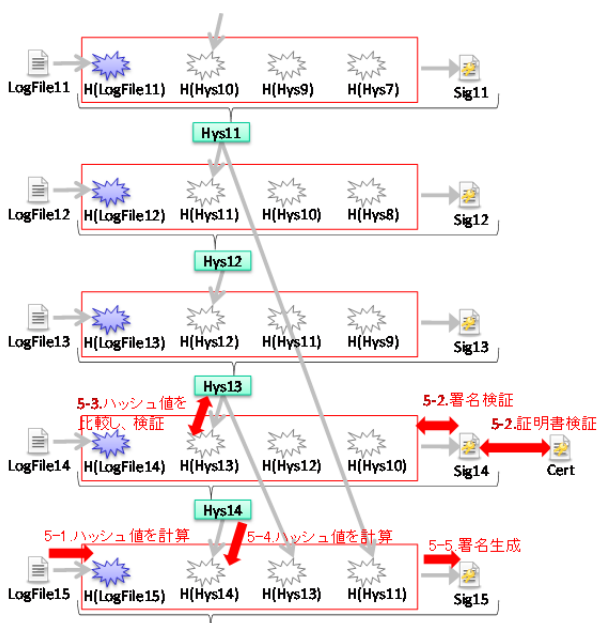 LogFile11 H(LogFile11) H(Hys10) H(Hys9) H(Hys7) Sig11
Hys11
LogFile12 H(LogFile12) H(Hys11) H(Hys10) H(Hys8) Sig12
Hys12
LogFile13 H(LogFile13) H(Hys12) H(Hys11) H(Hys9) Sig13
Hys13
5-3.ハッシュ値を
比較し、検証
5-2.署名検証
5-2.証明書検証
LogFile14 H(LogFile14) H(Hys13) H(Hys12) H(Hys10) Sig14 Cert
Hys14
5-1.ハッシュ値を計算 5-4.ハッシュ値を計算 5-5.署名生成
LogFile15 H(LogFile15) H(Hys14) H(Hys13) H(Hys11) Sig15